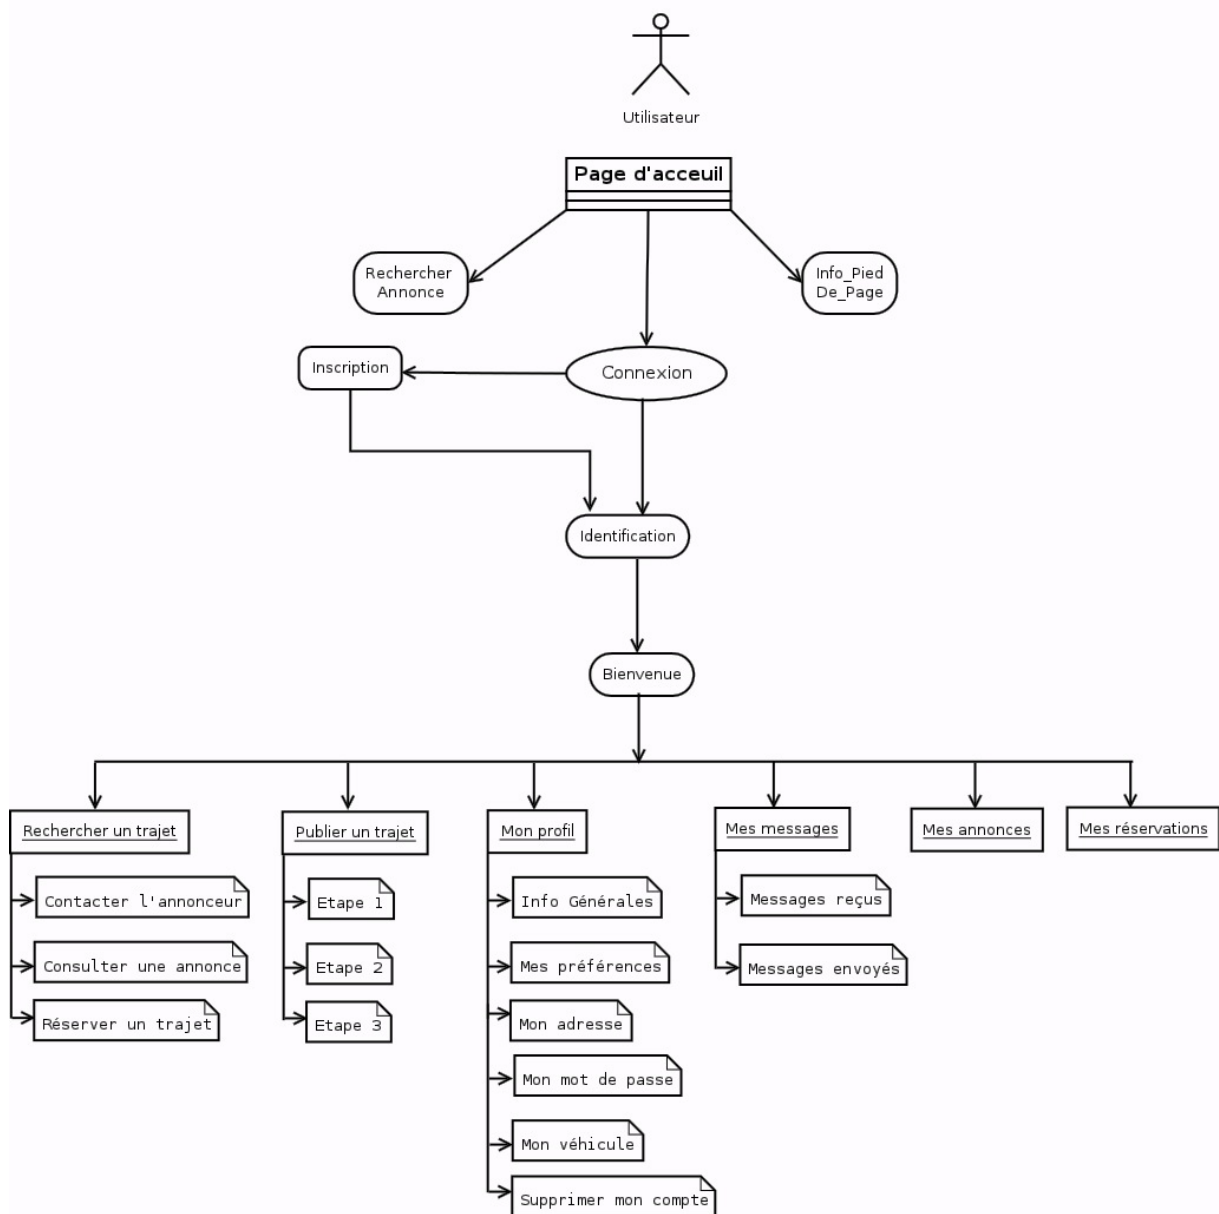 Utilisateur
Page d'acceuil
Rechercher
Annonce
Info_Pied
De_Page
Inscription
Connexion
Identification
Bienvenue
Rechercher un trajet
Publier un trajet
Mon profil
Mes messages
Mes annonces
Mes réservations
Contacter l'annonceur
Consulter une annonce
Réserver un trajet
Etape 1
Etape 2
Etape 3
Info Générales
Mes préférences
Mon adresse
Mon mot de passe
Mon véhicule
Supprimer mon compte
Messages reçus
Messages envoyés